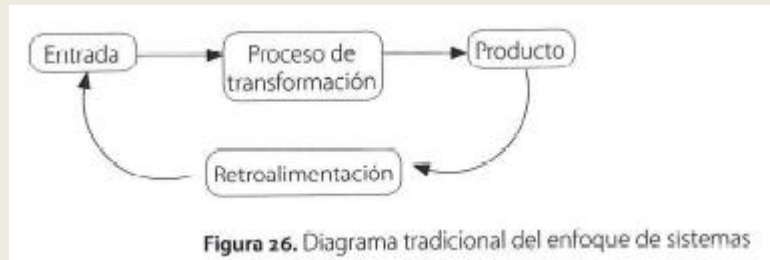 Entrada
Proceso de
transformación
Producto
Retroalimentación
Figura 26. Diagrama tradicional del enfoque de sistemas